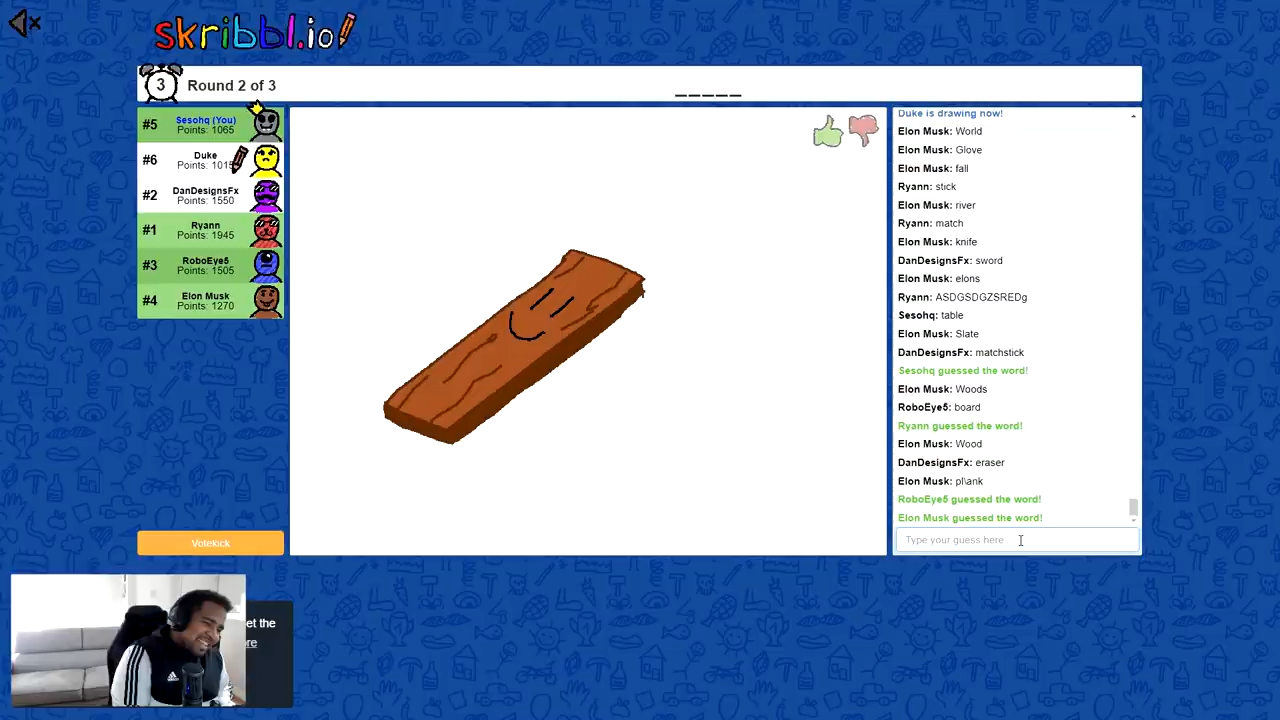 skribbl.io
3
Round 2 of 3
_____
#5
Sesohq (You)
Points: 1065
#6
Duke
Points: 1015
#2
DanDesignsFx
Points: 1550
#1
Ryann
Points: 1945
#3
RoboEye5
Points: 1505
#4
Elon Musk
Points: 1270
Votekick
Duke is drawing now!
Elon Musk: World
Elon Musk: Glove
Elon Musk: fall
Ryann: stick
Elon Musk: river
Ryann: match
Elon Musk: knife
DanDesignsFx: sword
Elon Musk: elons
Ryann: ASDGSDGZSREDg
Sesohq: table
Elon Musk: Slate
DanDesignsFx: matchstick
Sesohq guessed the word!
Elon Musk: Woods
RoboEye5: board
Ryann guessed the word!
Elon Musk: Wood
DanDesignsFx: eraser
Elon Musk: pl\ank
RoboEye5 guessed the word!
Elon Musk guessed the word!
Type your guess here
et the
re